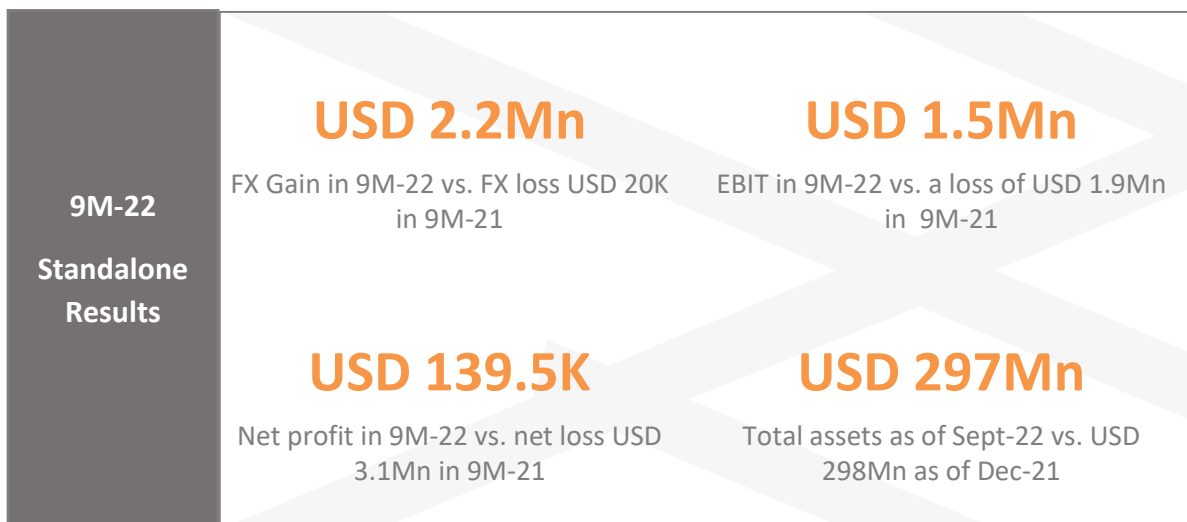 9M-22
Standalone
Results
USD 2.2Mn
FX Gain in 9M-22 vs. FX loss USD 20K
in 9M-21
USD 1.5Mn
EBIT in 9M-22 vs. a loss of USD 1.9Mn
in 9M-21
USD 139.5K
Net profit in 9M-22 vs. net loss USD
3.1Mn in 9M-21
USD 297Mn
Total assets as of Sept-22 vs. USD
298Mn as of Dec-21